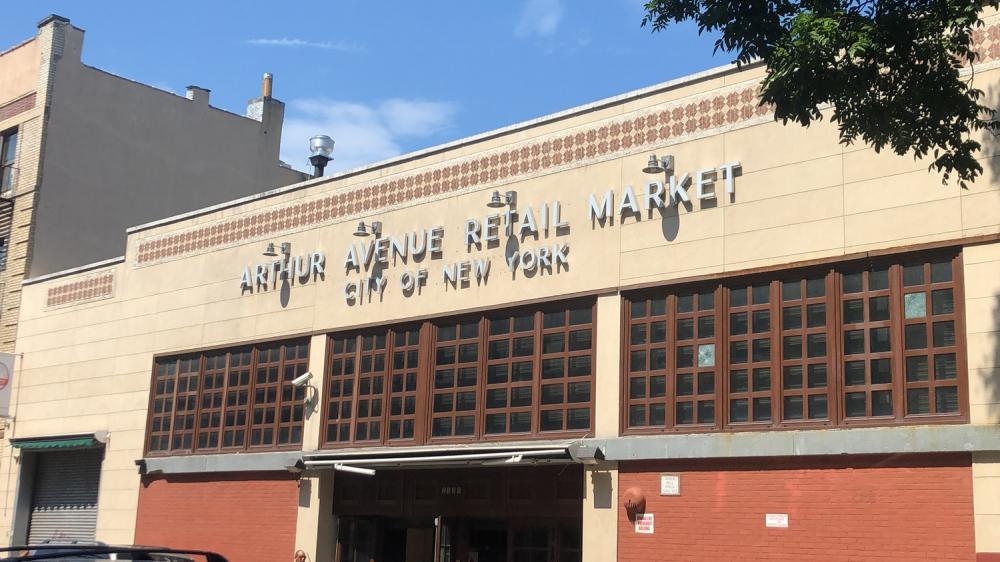 ARTHUR AVENUE RETAIL MARKET
CITY OF NEW YORK